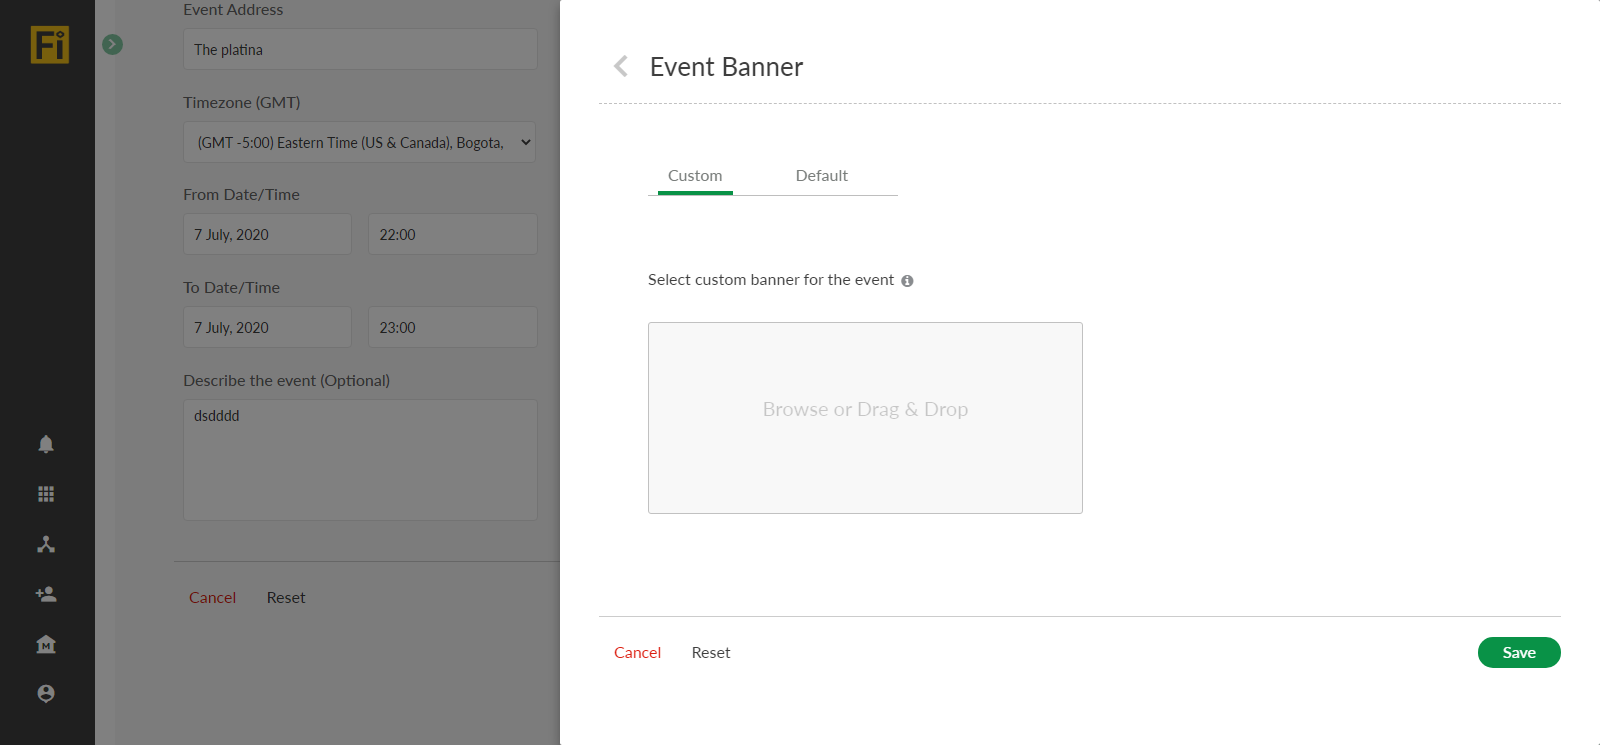 Fi
Event Address
The platina
Timezone (GMT)
(GMT -5:00) Eastern Time (US & Canada), Bogota,
From Date/Time
7 July, 2020 22:00
To Date/Time
7 July, 2020 23:00
Describe the event (Optional)
dsdddd
Cancel Reset
M
Event Banner
Custom Default
Select custom banner for the event
Browse or Drag & Drop
Cancel Reset Save